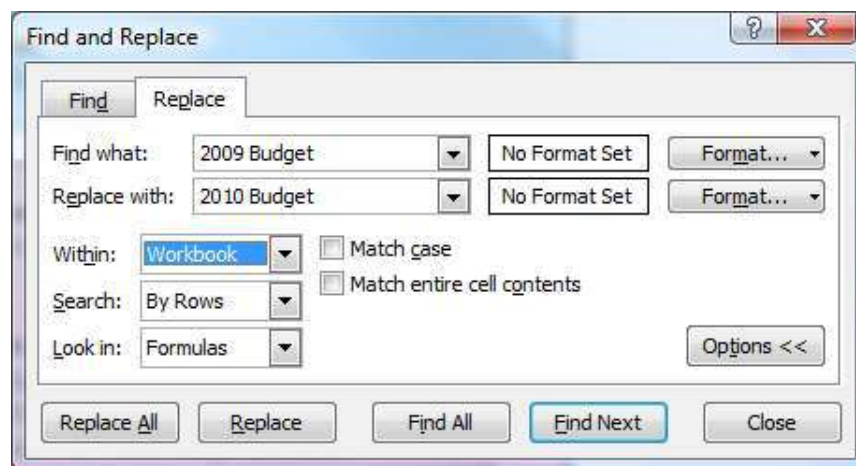 Find and Replace
Find Replace
Find what: 2009 Budget No Format Set Format...
Replace with: 2010 Budget No Format Set Format...
Within: Workbook Match case
Match entire cell contents
Search: By Rows
Look in: Formulas Options <<
Replace All Replace Find All Find Next Close